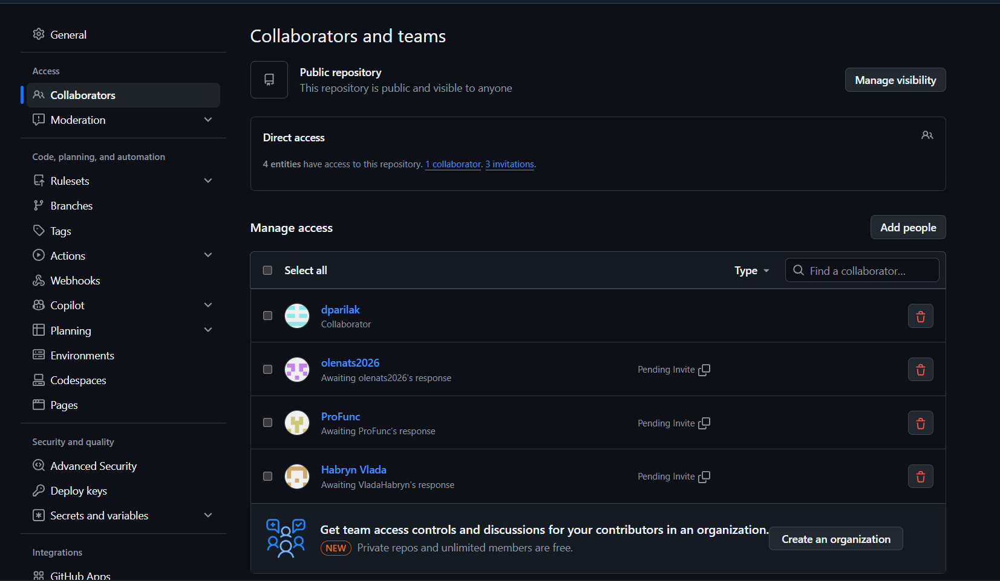 General
Access
Collaborators
Moderation
Code, planning, and automation
Rulesets
Branches
Tags
Actions
Webhooks
Copilot
Planning
Environments
Codespaces
Pages
Security and quality
Advanced Security
Deploy keys
Secrets and variables
Integrations
GitHub Apps
Collaborators and teams
Public repository
This repository is public and visible to anyone
Manage visibility
Direct access
4 entities have access to this repository. 1 collaborator. 3 invitations.
Manage access
Add people
Select all
Type
Find a collaborator...
dparilak
Collaborator
olenats2026
Awaiting olenats2026's response
Pending Invite
ProFunc
Awaiting ProFunc's response
Pending Invite
Habryn Vlada
Awaiting VladaHabryn's response
Pending Invite
Get team access controls and discussions for your contributors in an organization.
NEW Private repos and unlimited members are free.
Create an organization